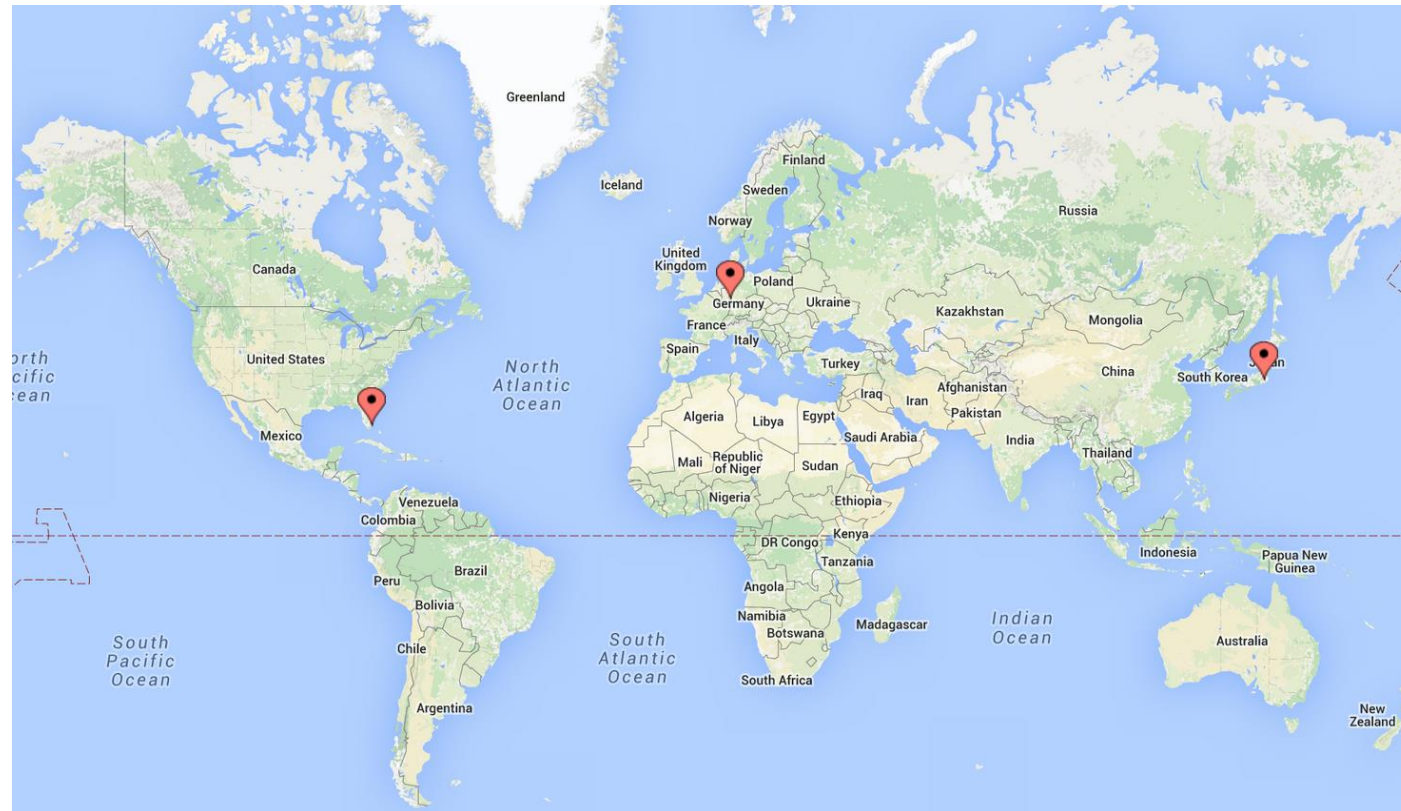 Greenland
Iceland
Finland
Sweden
Norway
Russia
United
Kingdom
Canada
Poland
Germany
Ukraine
Kazakhstan
Mongolia
France
Italy
Spain
Turkey
United States
North
Atlantic
Ocean
orth
cific
cean
China
South Korea
Afghanistan
Iraq
Iran
Pakistan
Algeria
Libya
Egypt
Saudi Arabia
India
Mexico
Mali
Republic
of Niger
Sudan
Thailand
Nigeria
Ethiopia
Venezuela
Colombia
Kenya
DR Congo
Tanzania
Indonesia
Papua New
Guinea
Peru
Brazil
Angola
Bolivia
Namibia
Botswana
Madagascar
Indian
Ocean
South
Pacific
Ocean
Chile
South
Atlantic
Ocean
Australia
South Africa
Argentina
New
Zealand